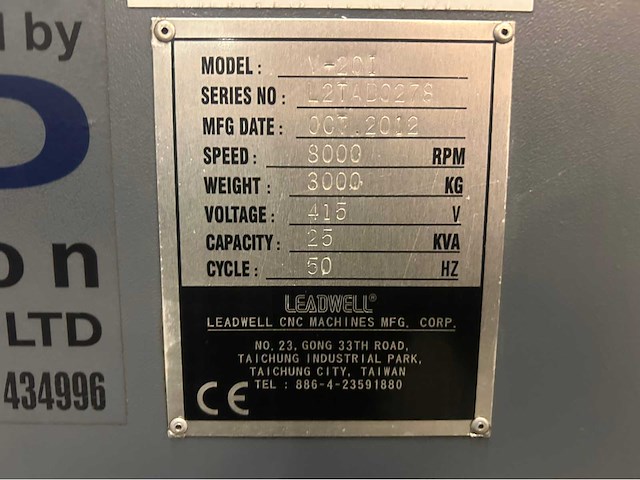 d by
on
LTD
434996
MODEL : V-20I
SERIES NO : L2TAD0278
MFG DATE : OCT.2012
SPEED : 8000 RPM
WEIGHT : 3000 KG
VOLTAGE : 415 V
CAPACITY : 25 KVA
CYCLE : 50 HZ
LEADWELL®
LEADWELL CNC MACHINES MFG. CORP.
NO. 23, GONG 33TH ROAD,
TAICHUNG INDUSTRIAL PARK,
TAICHUNG CITY, TAIWAN
TEL : 886-4-23591880
CE